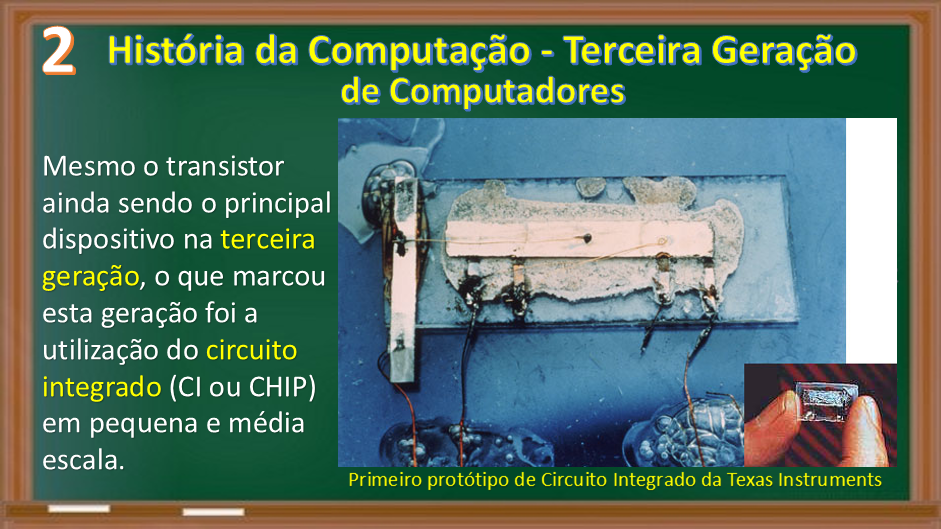 2
História da Computação - Terceira Geração
de Computadores
Mesmo o transistor
ainda sendo o principal
dispositivo na terceira
geração, o que marcou
esta geração foi a
utilização do circuito
integrado (CI ou CHIP)
em pequena e média
escala.
Primeiro protótipo de Circuito Integrado da Texas Instruments